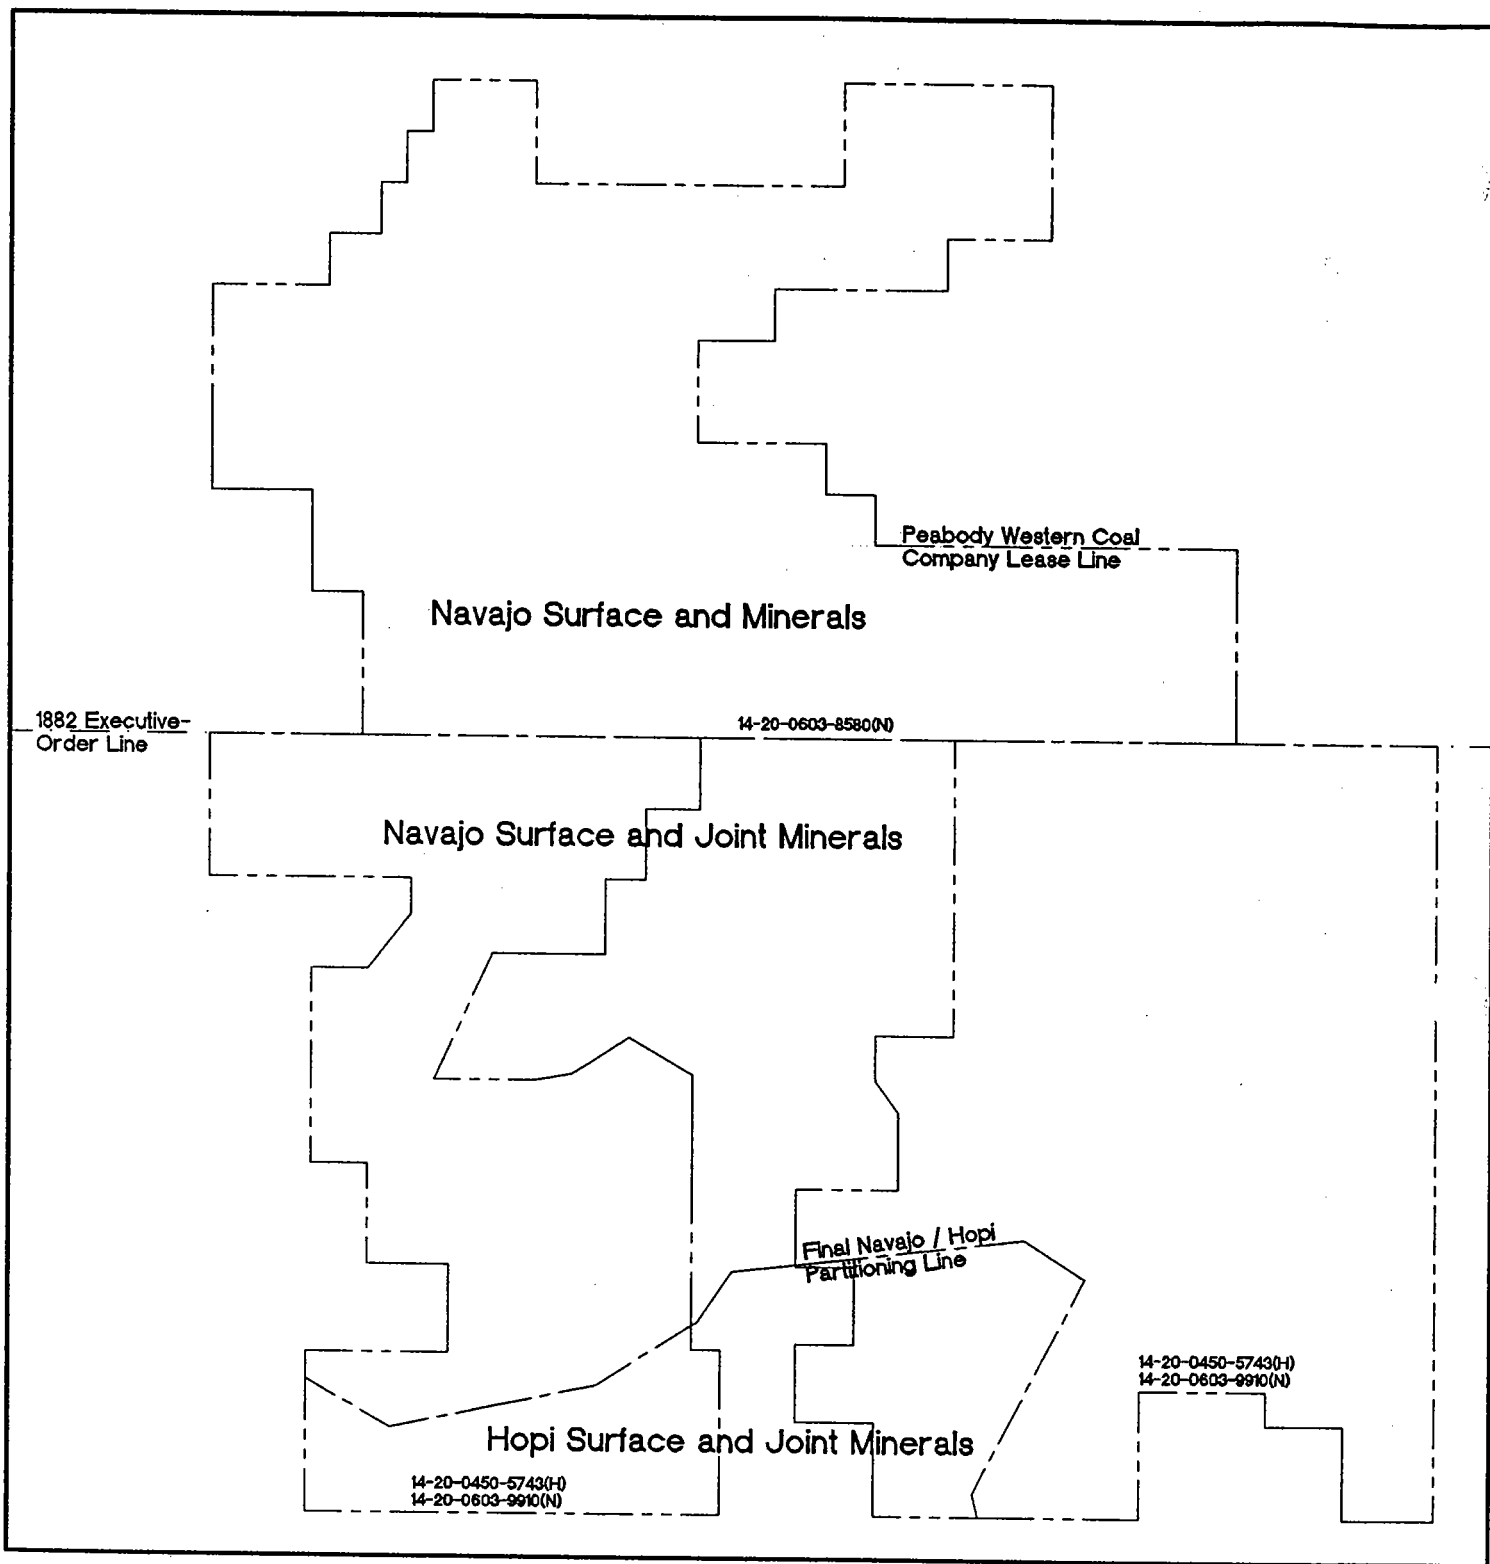 Peabody Western Coal
Company Lease Line
Navajo Surface and Minerals
1882 Executive-
Order Line
14-20-0603-8580(N)
Navajo Surface and Joint Minerals
Final Navajo / Hopi
Partitioning Line
14-20-0450-5743(H)
14-20-0603-9910(N)
Hopi Surface and Joint Minerals
14-20-0450-5743(H)
14-20-0603-9910(N)